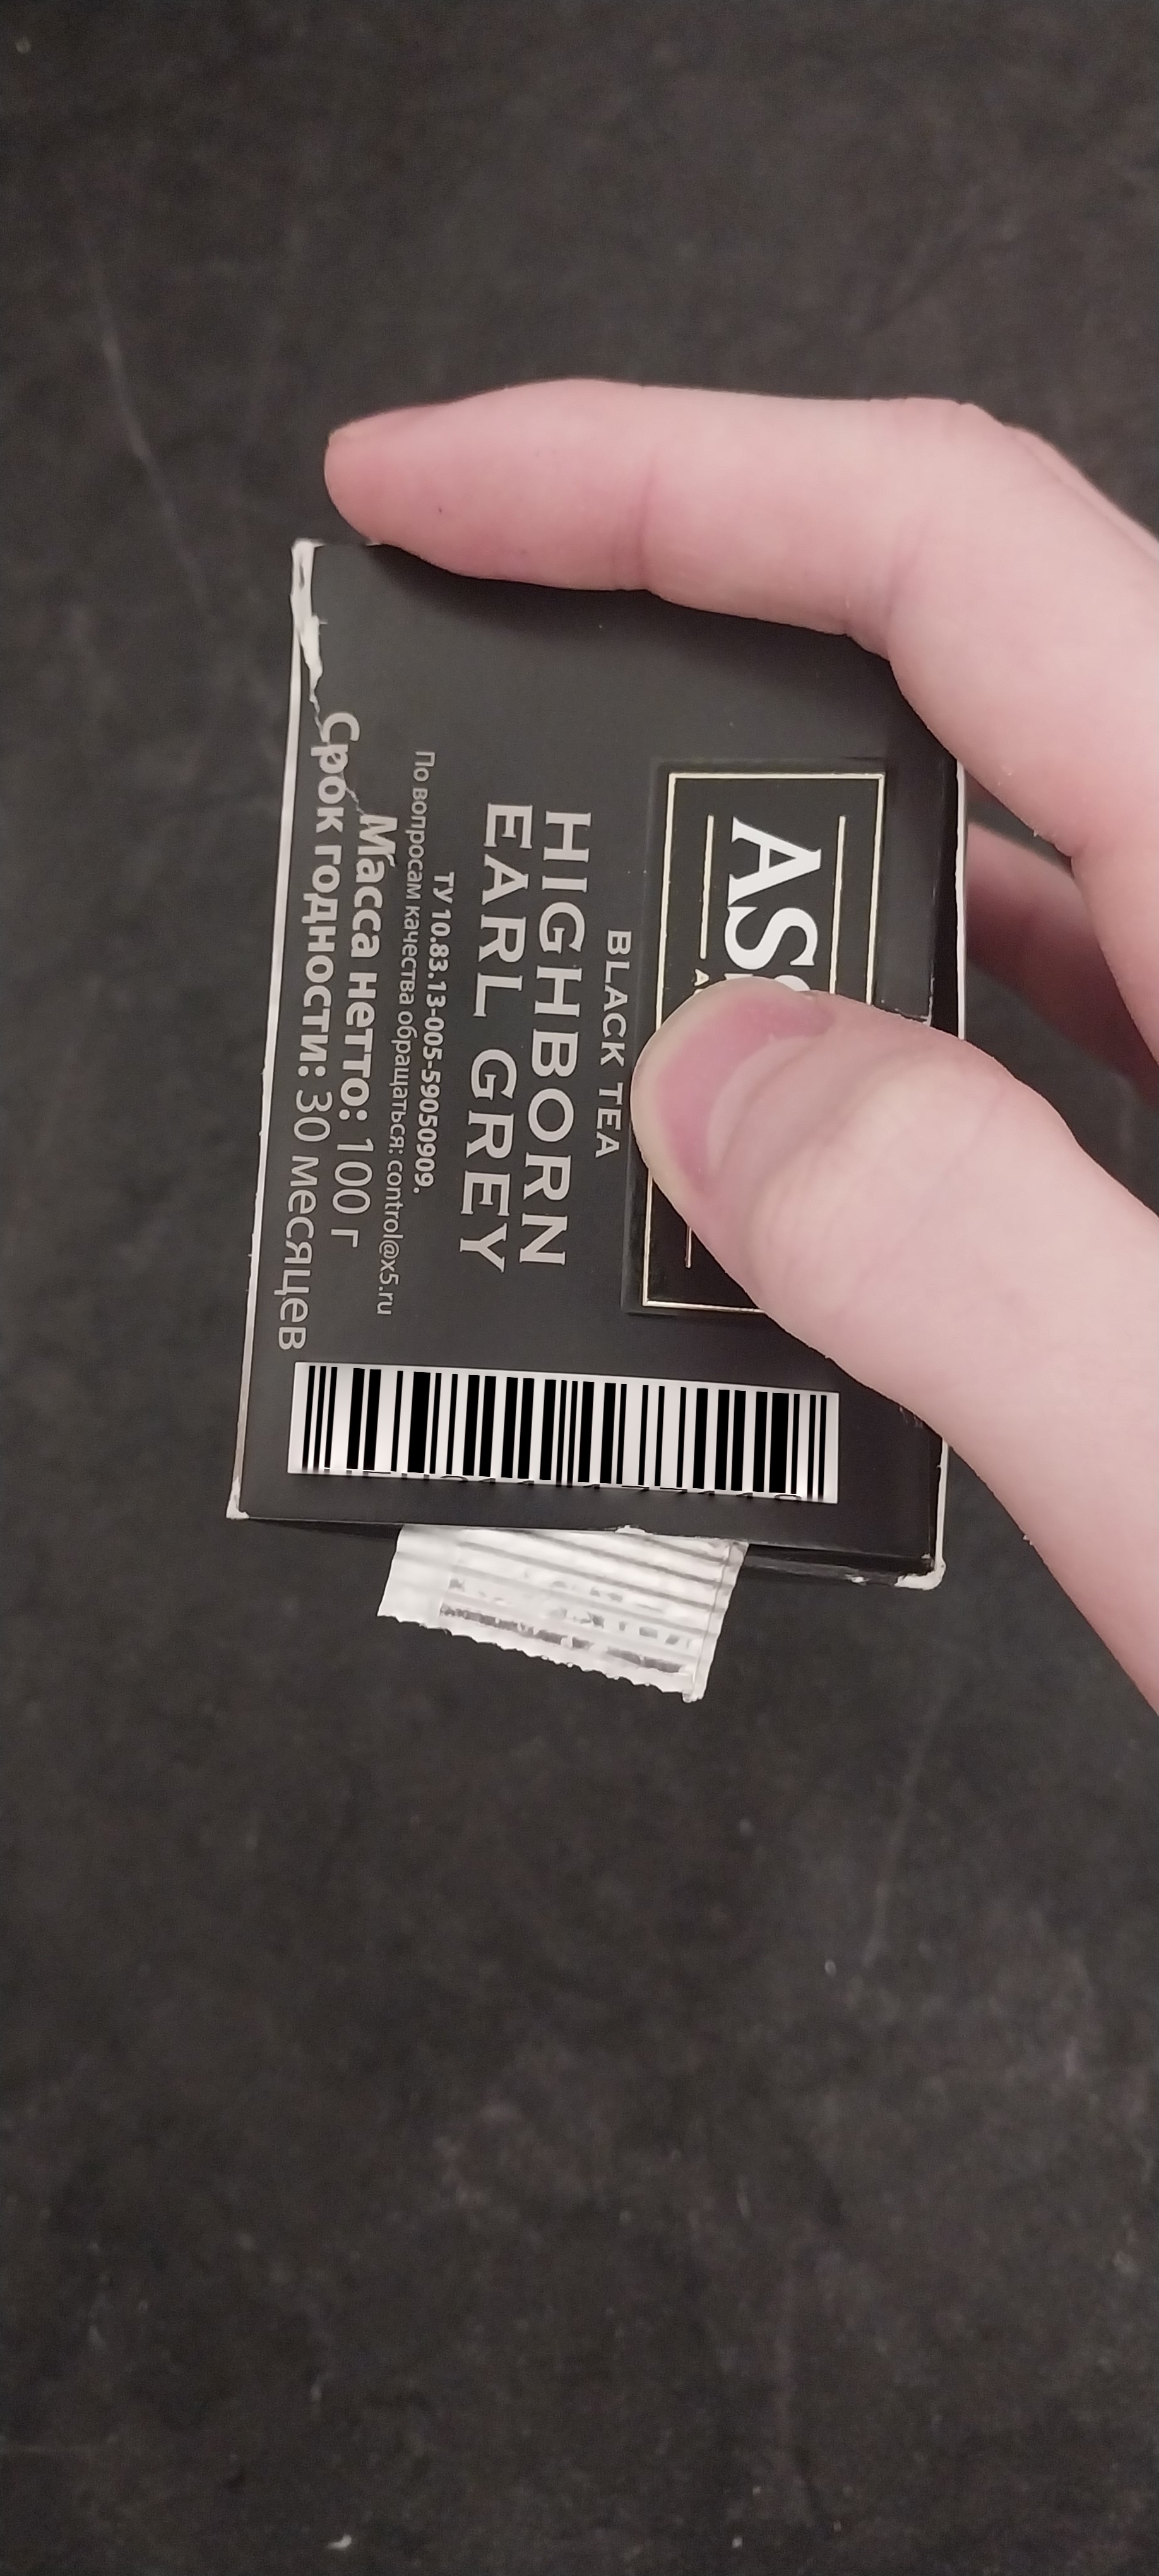 BLACK TEA
HIGHBORN
EARL GREY
ТУ 10.83.13-005-59050909.
По вопросам качества обращаться: control@x5.ru
Масса нетто: 100 г
Срок годности: 30 месяцев